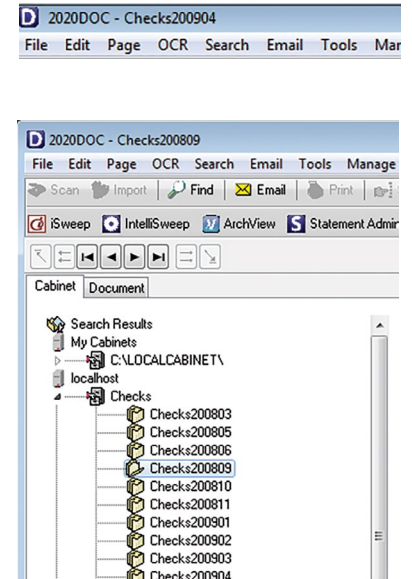 D 2020DOC - Checks200904
File Edit Page OCR Search Email Tools
D 2020DOC - Checks200809
File Edit Page OCR Search Email Tools Manage
Scan Import Find Email Print
iSweep IntelliSweep ArchView S Statement
Cabinet Document
Search Results
My Cabinets
C:\LOCALCABINET\
localhost
Checks
Checks200803
Checks200805
Checks200806
Checks200809
Checks200810
Checks200811
Checks200901
Checks200902
Checks200903
Checks200904